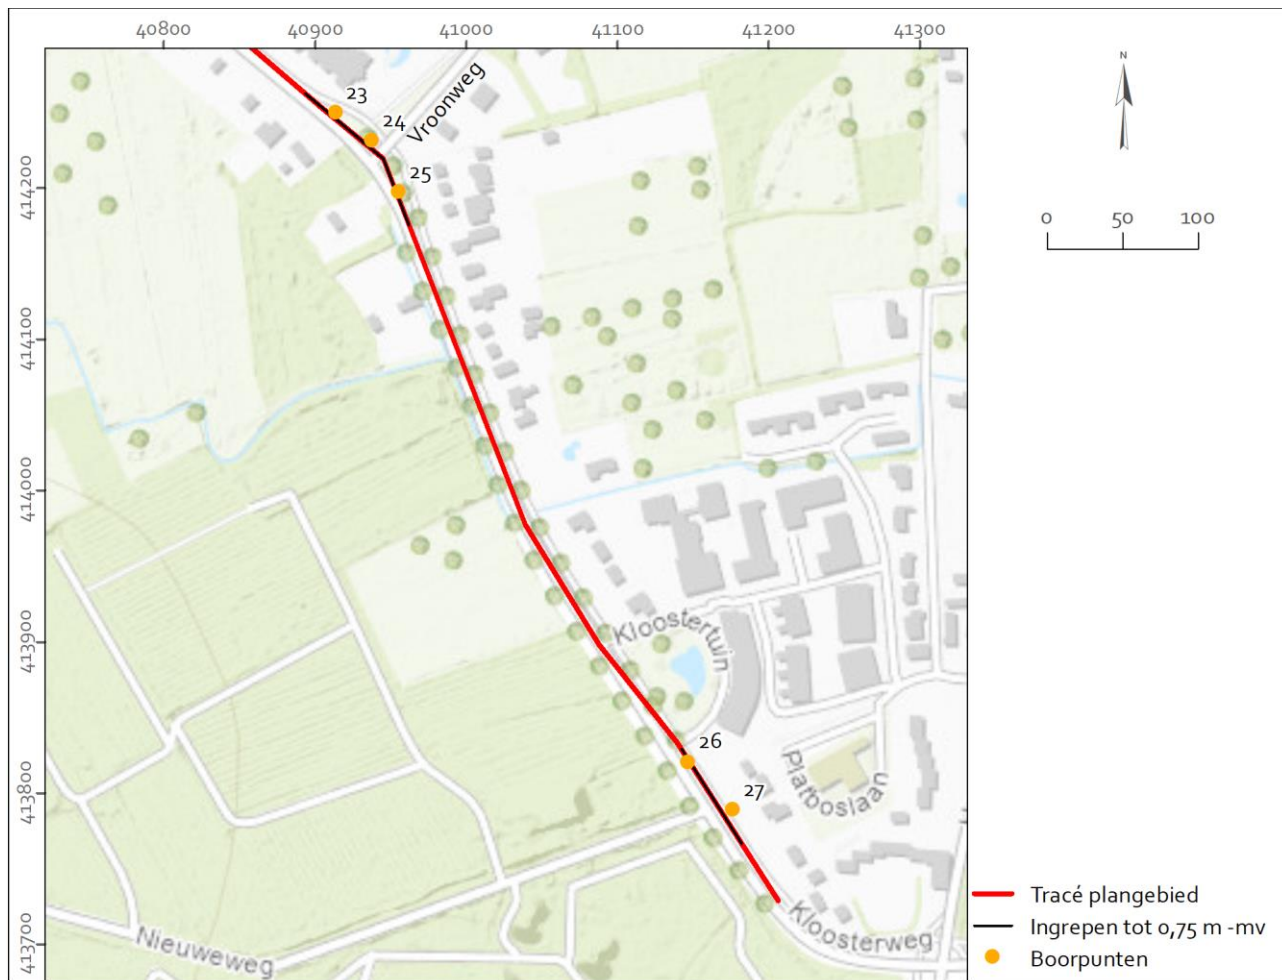 40800 40900 41000 41100 41200 41300
N
23
24
Vroonweg
25
414200
0 50 100
414100
414000
413900
Kloostertuin
26
27
413800
Platboslaan
Tracé plangebied
Kloosterweg
Ingrepen tot 0,75 m -mv
413700
Nieuweweg
Boorpunten